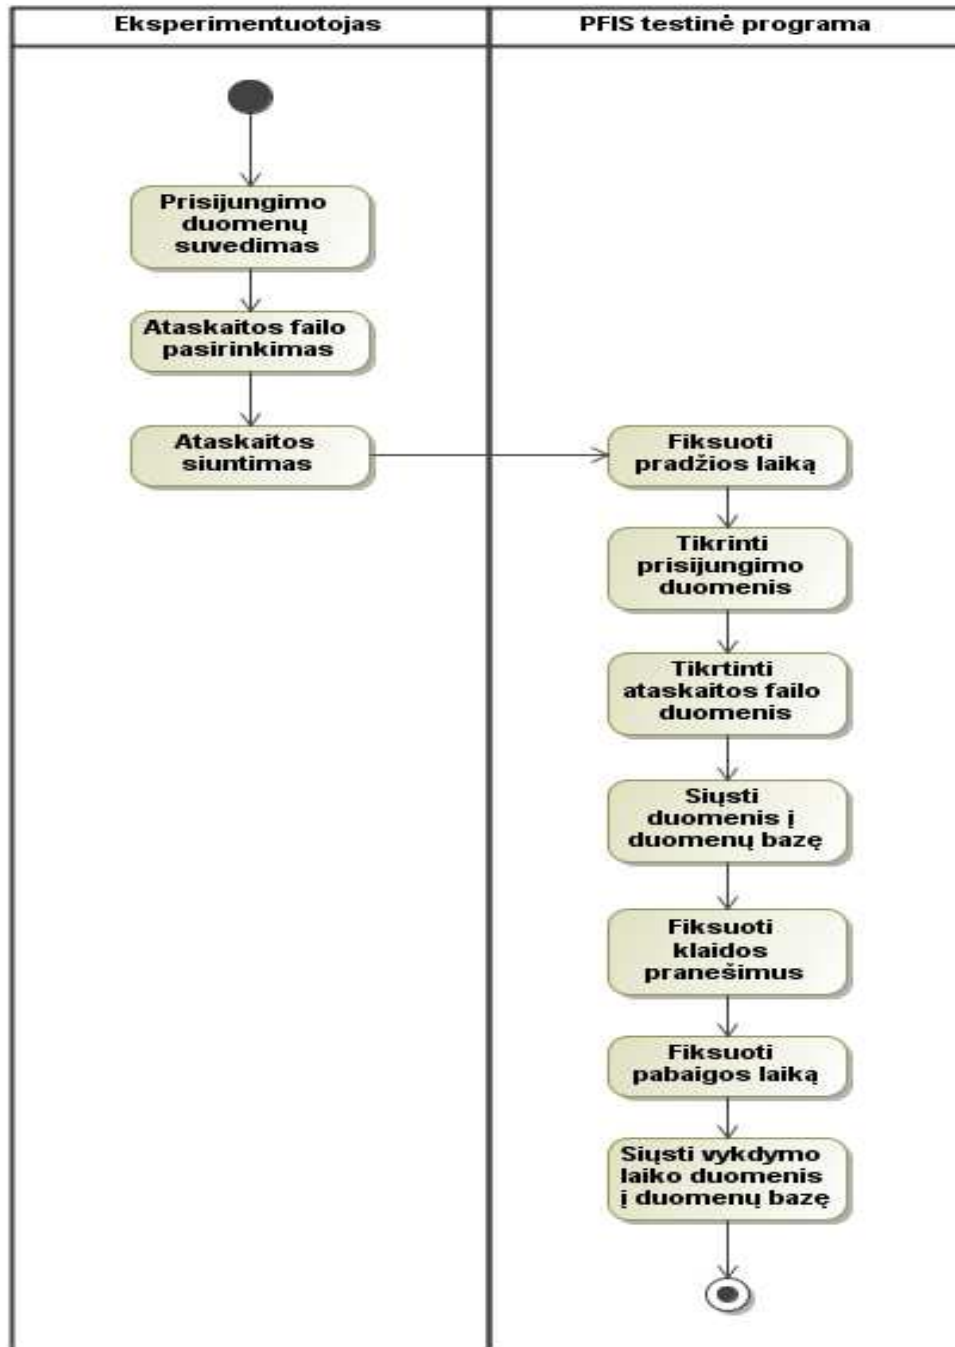 Eksperimentuotojas
PFIS testinė programa
Prisijungimo
duomenų
suvedimas
Ataskaitos failo
pasirinkimas
Ataskaitos
siuntimas
Fiksuoti
pradžios laiką
Tikrinti
prisijungimo
duomenis
Tikrtinti
ataskaitos failo
duomenis
Siųsti
duomenis į
duomenų bazę
Fiksuoti
klaidos
pranešimus
Fiksuoti
pabaigos laiką
Siųsti vykdymo
laiko duomenis
į duomenų bazę